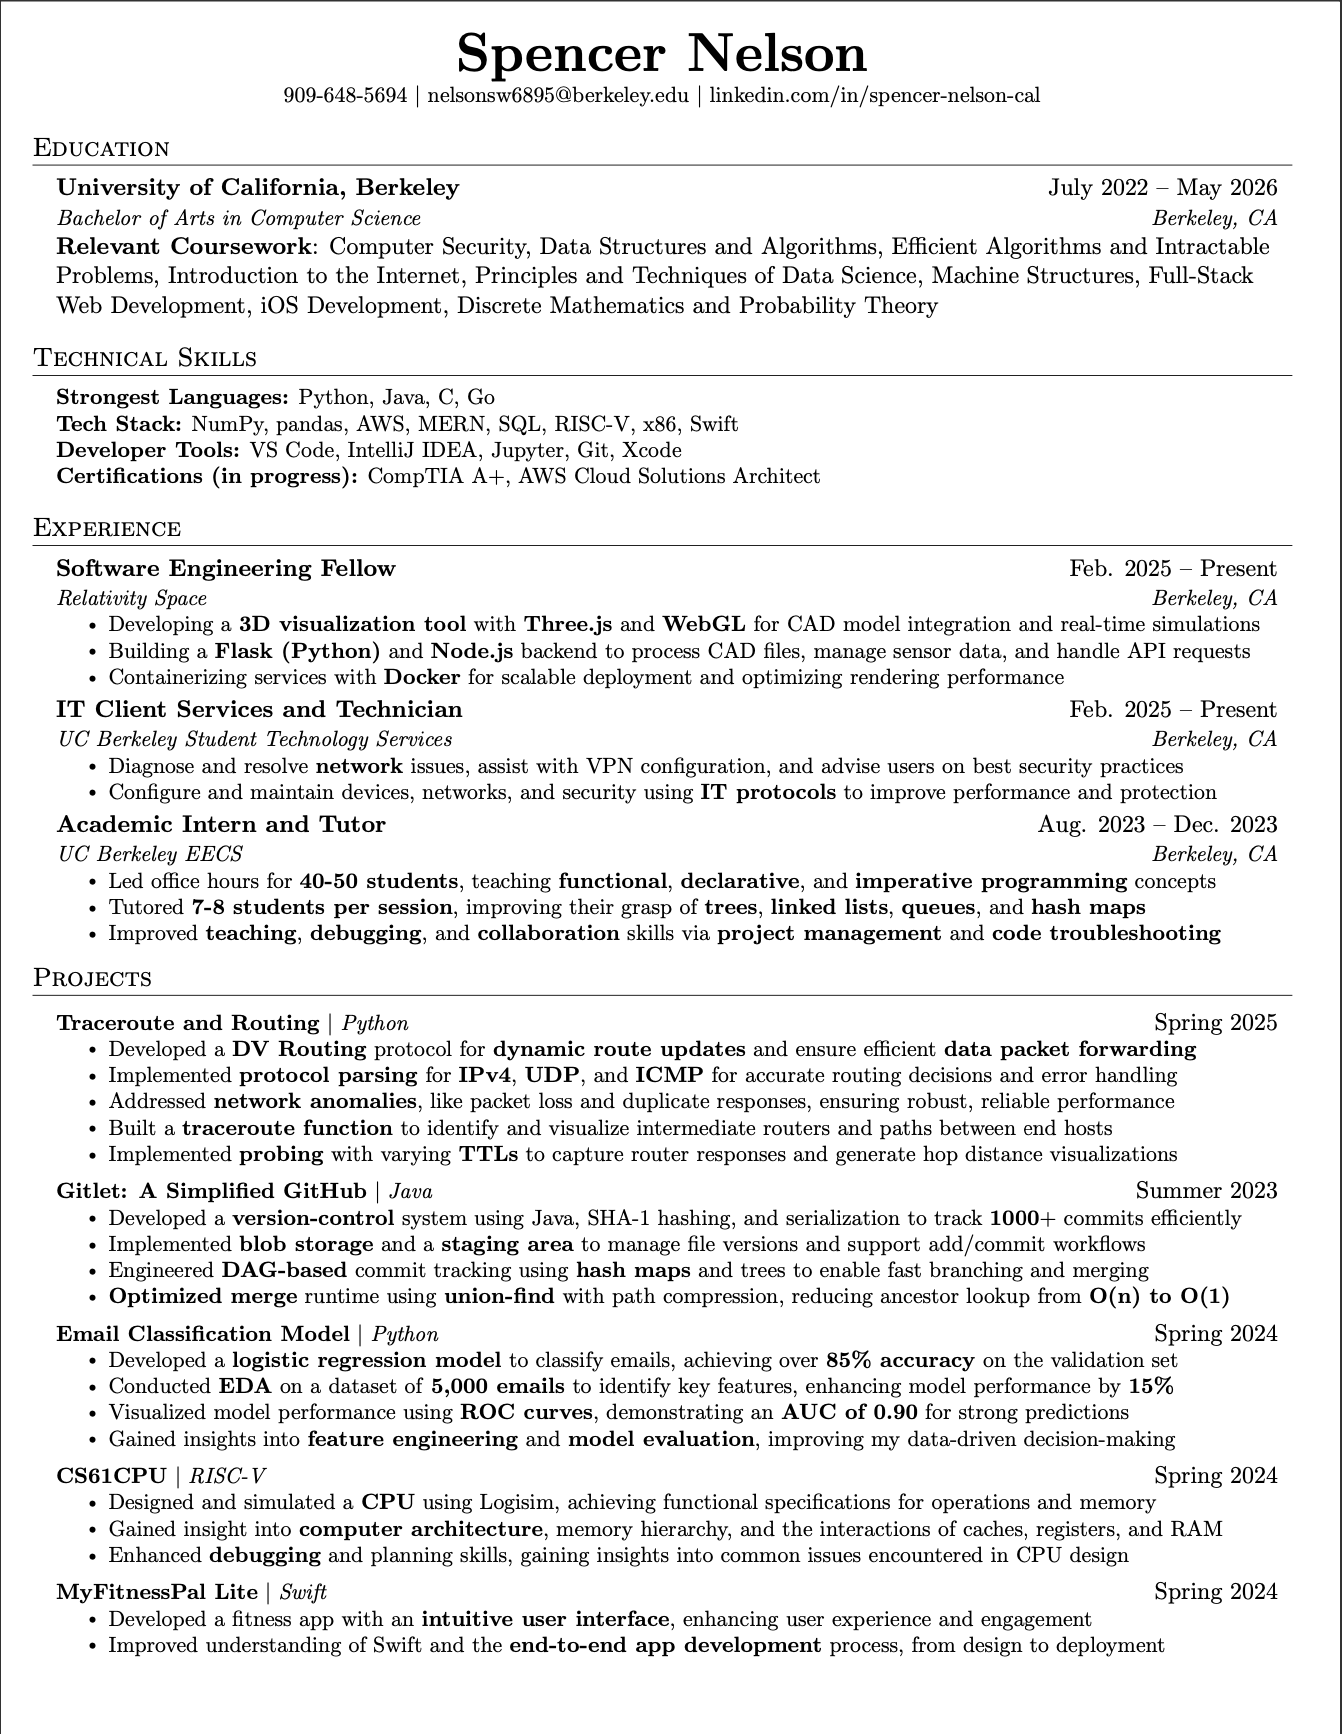 Spencer Nelson
909-648-5694 | nelsonsw6895@berkeley.edu | linkedin.com/in/spencer-nelson-cal
Education
University of California, Berkeley July 2022 – May 2026
Bachelor of Arts in Computer Science Berkeley, CA
Relevant Coursework: Computer Security, Data Structures and Algorithms, Efficient Algorithms and Intractable
Problems, Introduction to the Internet, Principles and Techniques of Data Science, Machine Structures, Full-Stack
Web Development, iOS Development, Discrete Mathematics and Probability Theory
Technical Skills
Strongest Languages: Python, Java, C, Go
Tech Stack: NumPy, pandas, AWS, MERN, SQL, RISC-V, x86, Swift
Developer Tools: VS Code, IntelliJ IDEA, Jupyter, Git, Xcode
Certifications (in progress): CompTIA A+, AWS Cloud Solutions Architect
Experience
Software Engineering Fellow Feb. 2025 – Present
Relativity Space Berkeley, CA
• Developing a 3D visualization tool with Three.js and WebGL for CAD model integration and real-time simulations
• Building a Flask (Python) and Node.js backend to process CAD files, manage sensor data, and handle API requests
• Containerizing services with Docker for scalable deployment and optimizing rendering performance
IT Client Services and Technician Feb. 2025 – Present
UC Berkeley Student Technology Services Berkeley, CA
• Diagnose and resolve network issues, assist with VPN configuration, and advise users on best security practices
• Configure and maintain devices, networks, and security using IT protocols to improve performance and protection
Academic Intern and Tutor Aug. 2023 – Dec. 2023
UC Berkeley EECS Berkeley, CA
• Led office hours for 40-50 students, teaching functional, declarative, and imperative programming concepts
• Tutored 7-8 students per session, improving their grasp of trees, linked lists, queues, and hash maps
• Improved teaching, debugging, and collaboration skills via project management and code troubleshooting
Projects
Traceroute and Routing | Python Spring 2025
• Developed a DV Routing protocol for dynamic route updates and ensure efficient data packet forwarding
• Implemented protocol parsing for IPv4, UDP, and ICMP for accurate routing decisions and error handling
• Addressed network anomalies, like packet loss and duplicate responses, ensuring robust, reliable performance
• Built a traceroute function to identify and visualize intermediate routers and paths between end hosts
• Implemented probing with varying TTLs to capture router responses and generate hop distance visualizations
Gitlet: A Simplified GitHub | Java Summer 2023
• Developed a version-control system using Java, SHA-1 hashing, and serialization to track 1000+ commits efficiently
• Implemented blob storage and a staging area to manage file versions and support add/commit workflows
• Engineered DAG-based commit tracking using hash maps and trees to enable fast branching and merging
• Optimized merge runtime using union-find with path compression, reducing ancestor lookup from O(n) to O(1)
Email Classification Model | Python Spring 2024
• Developed a logistic regression model to classify emails, achieving over 85% accuracy on the validation set
• Conducted EDA on a dataset of 5,000 emails to identify key features, enhancing model performance by 15%
• Visualized model performance using ROC curves, demonstrating an AUC of 0.90 for strong predictions
• Gained insights into feature engineering and model evaluation, improving my data-driven decision-making
CS61CPU | RISC-V Spring 2024
• Designed and simulated a CPU using Logisim, achieving functional specifications for operations and memory
• Gained insight into computer architecture, memory hierarchy, and the interactions of caches, registers, and RAM
• Enhanced debugging and planning skills, gaining insights into common issues encountered in CPU design
MyFitnessPal Lite | Swift Spring 2024
• Developed a fitness app with an intuitive user interface, enhancing user experience and engagement
• Improved understanding of Swift and the end-to-end app development process, from design to deployment